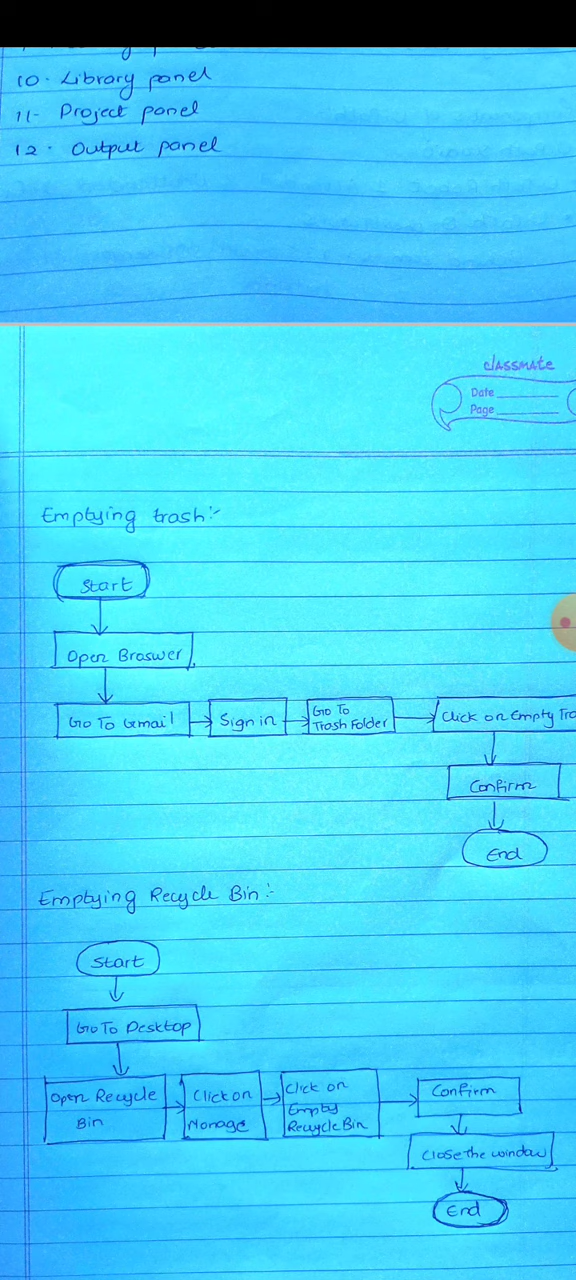 10. Library panel
11- Project panel
12. Output panel
classmate
Date
Page
Emptying trash:-
Start
Open Braswer
Go To Gmail
Sign in
Go To
Trash Folder
Click on Empty Tra
Confirm
End
Emptying Recycle Bin:-
Start
Go To Desktop
Open Recycle
Bin
Click on
Monage
Click on
Empty
Recycle Bin
Confirm
Close the window
End